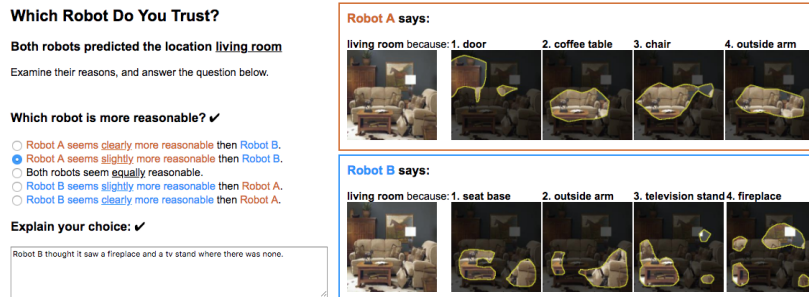 Which Robot Do You Trust?
Both robots predicted the location living room
Examine their reasons, and answer the question below.
Which robot is more reasonable? ✔
Robot A seems clearly more reasonable then Robot B.
Robot A seems slightly more reasonable then Robot B.
Both robots seem equally reasonable.
Robot B seems slightly more reasonable then Robot A.
Robot B seems clearly more reasonable then Robot A.
Explain your choice: ✔
Robot B thought it saw a fireplace and a tv stand where there was none.
Robot A says:
living room because: 1. door 2. coffee table 3. chair 4. outside arm
Robot B says:
living room because: 1. seat base 2. outside arm 3. television stand 4. fireplace